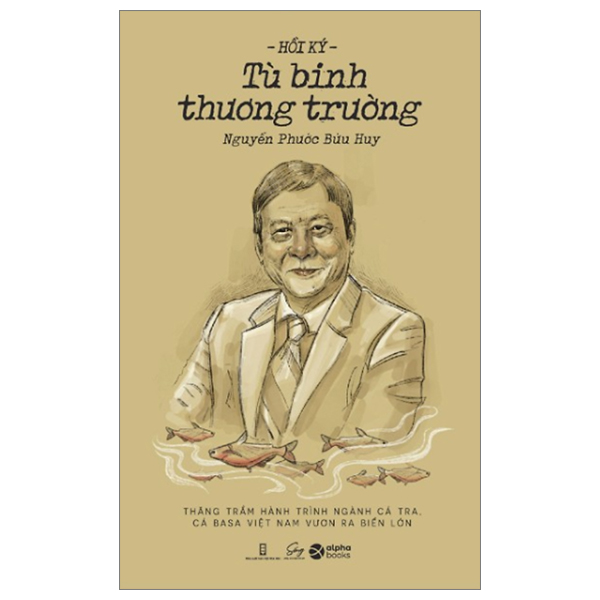 - HỒI KÝ -
Tù binh
thương trường
Nguyễn Phước Bửu Huy
THĂNG TRẦM HÀNH TRÌNH NGÀNH CÁ TRA,
CÁ BASA VIỆT NAM VƯƠN RA BIỂN LỚN
alpha
books